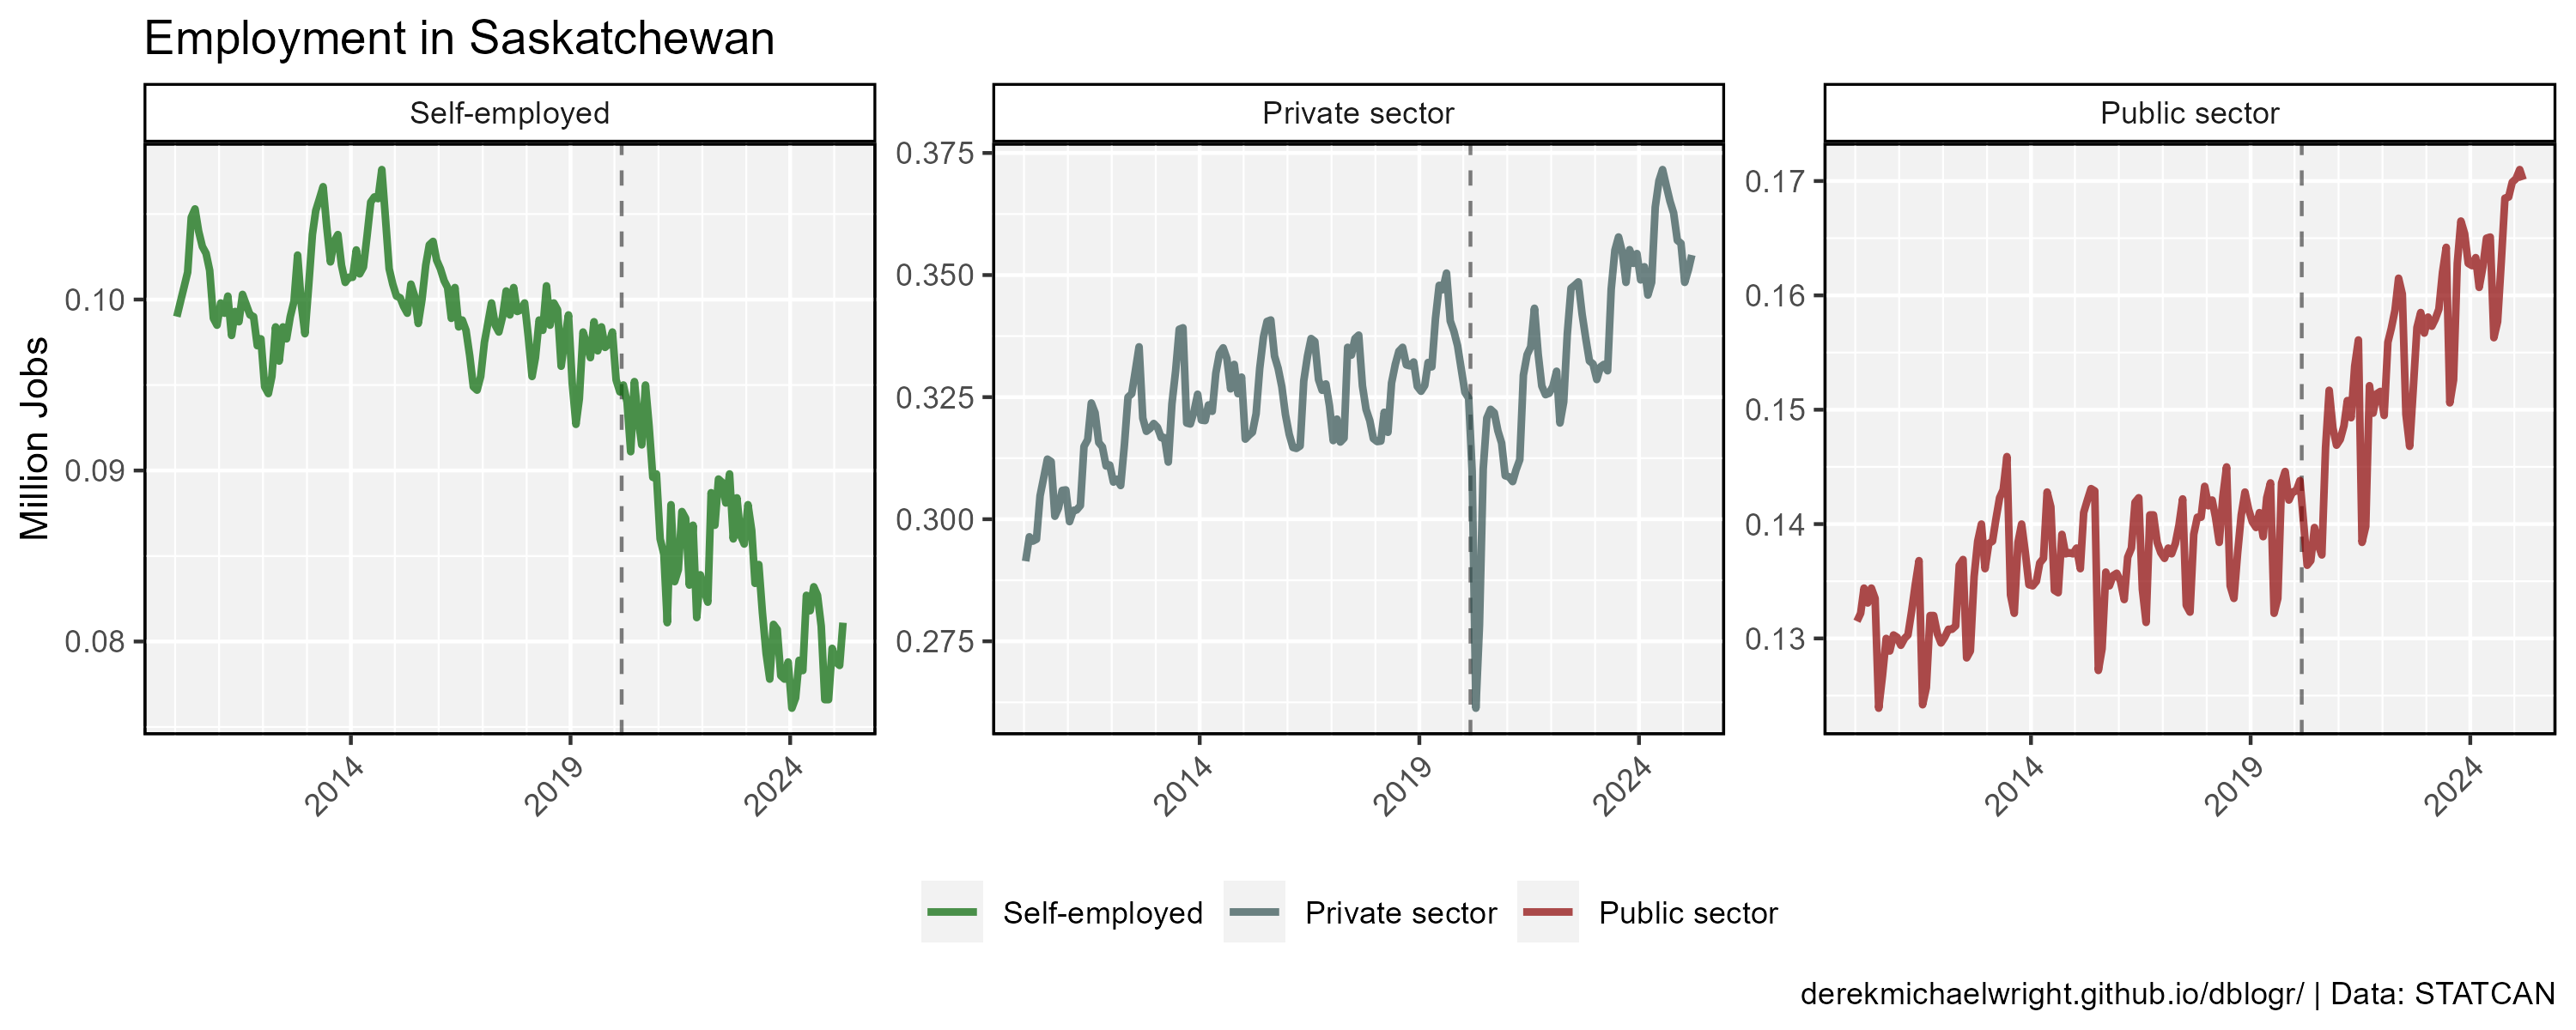 Employment in Saskatchewan
Self-employed
Private sector
Public sector
Million Jobs
0.10
0.09
0.08
0.375
0.350
0.325
0.300
0.275
0.17
0.16
0.15
0.14
0.13
2014
2019
2024
2014
2019
2024
2014
2019
2024
Self-employed
Private sector
Public sector
derekmichaelwright.github.io/dblogr/ | Data: STATCAN